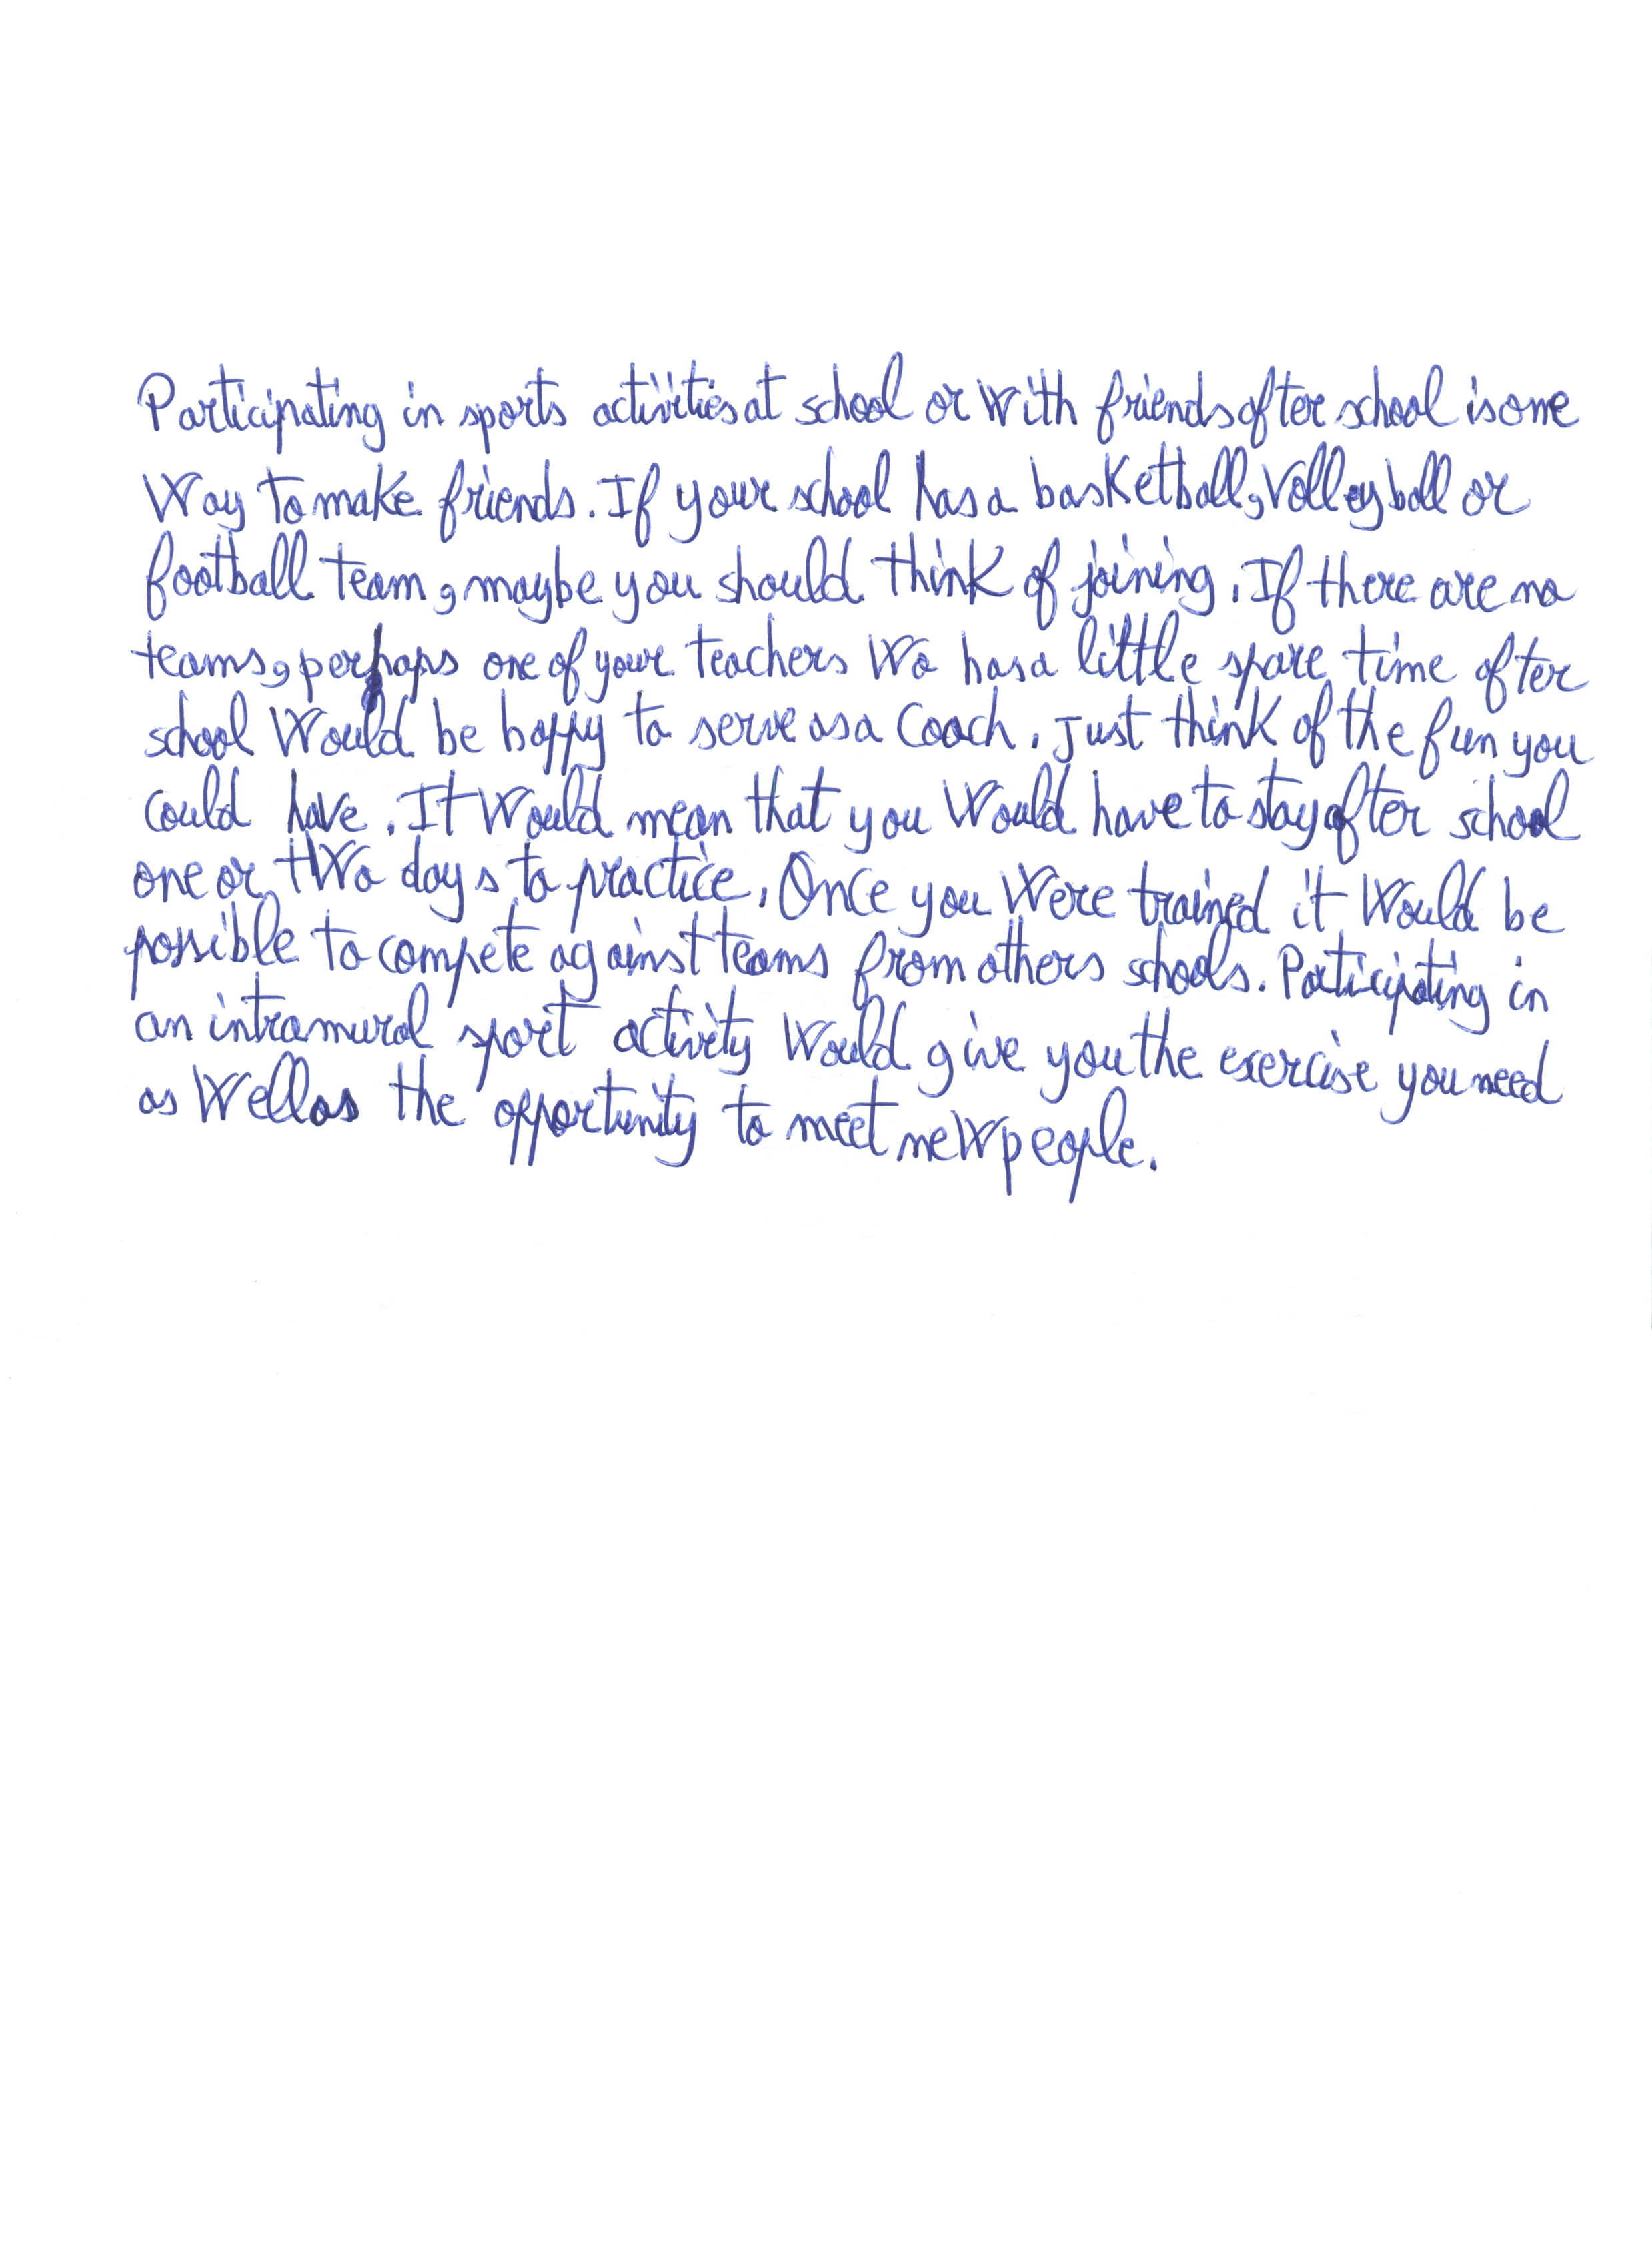 Participating in sports activities at school or with friends after school is one
way to make friends. If your school has a basketball, volleyball or
football team, maybe you should think of joining. If there are no
teams, perhaps one of your teachers wo has a little spare time after
school would be happy to serve as a coach. Just think of the fun you
could have. It would mean that you would have to stay after school
one or two days to practice. Once you were trained it would be
possible to compete against teams from others schools. Participating in
an intramural sport activity would give you the exercise you need
as well as the opportunity to meet new people.